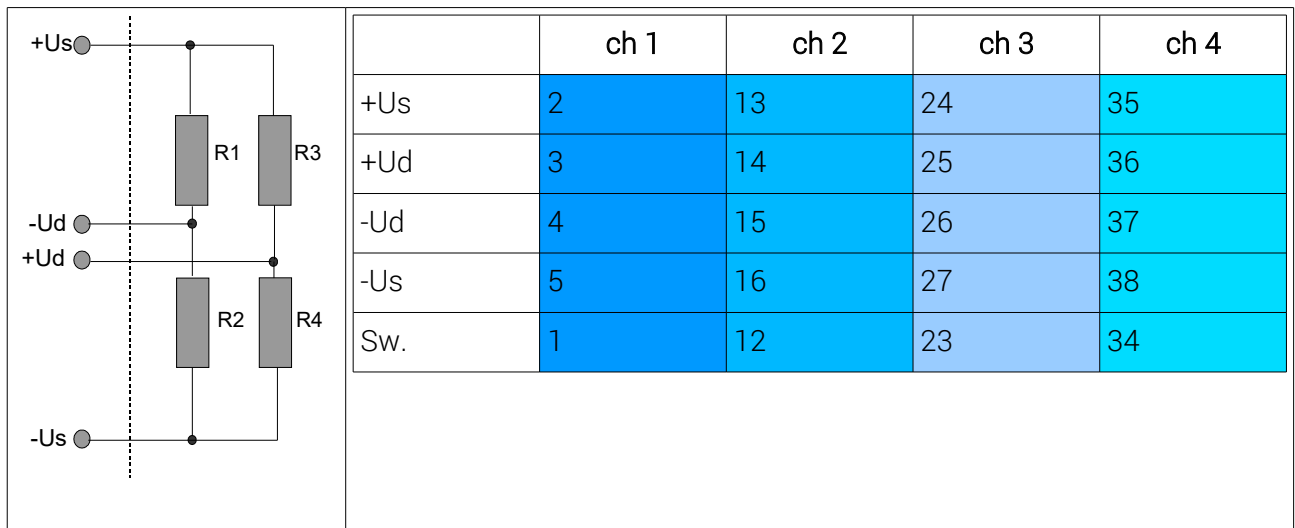 +Us
R1
R3
-Ud
+Ud
R2
R4
-Us
ch 1 ch 2 ch 3 ch 4
+Us 2 13 24 35
+Ud 3 14 25 36
-Ud 4 15 26 37
-Us 5 16 27 38
Sw. 1 12 23 34